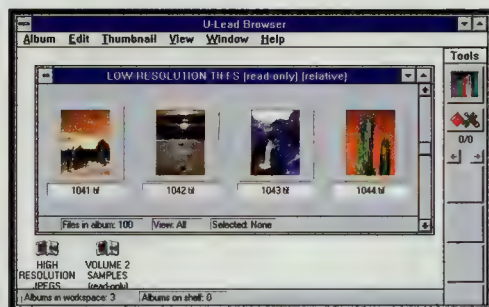 U-Lead Browser
Album Edit Thumbnail View Window Help
Tools
LOW RESOLUTION TIFFS (read-only) (relative)
0/0
1041.tif 1042.tif 1043.tif 1044.tif
Files in album: 100 View: All Selected: None
HIGH RESOLUTION JPEGS
VOLUME 2 SAMPLES (read-only)
Albums in workspace: 3 Albums on shelf: 0